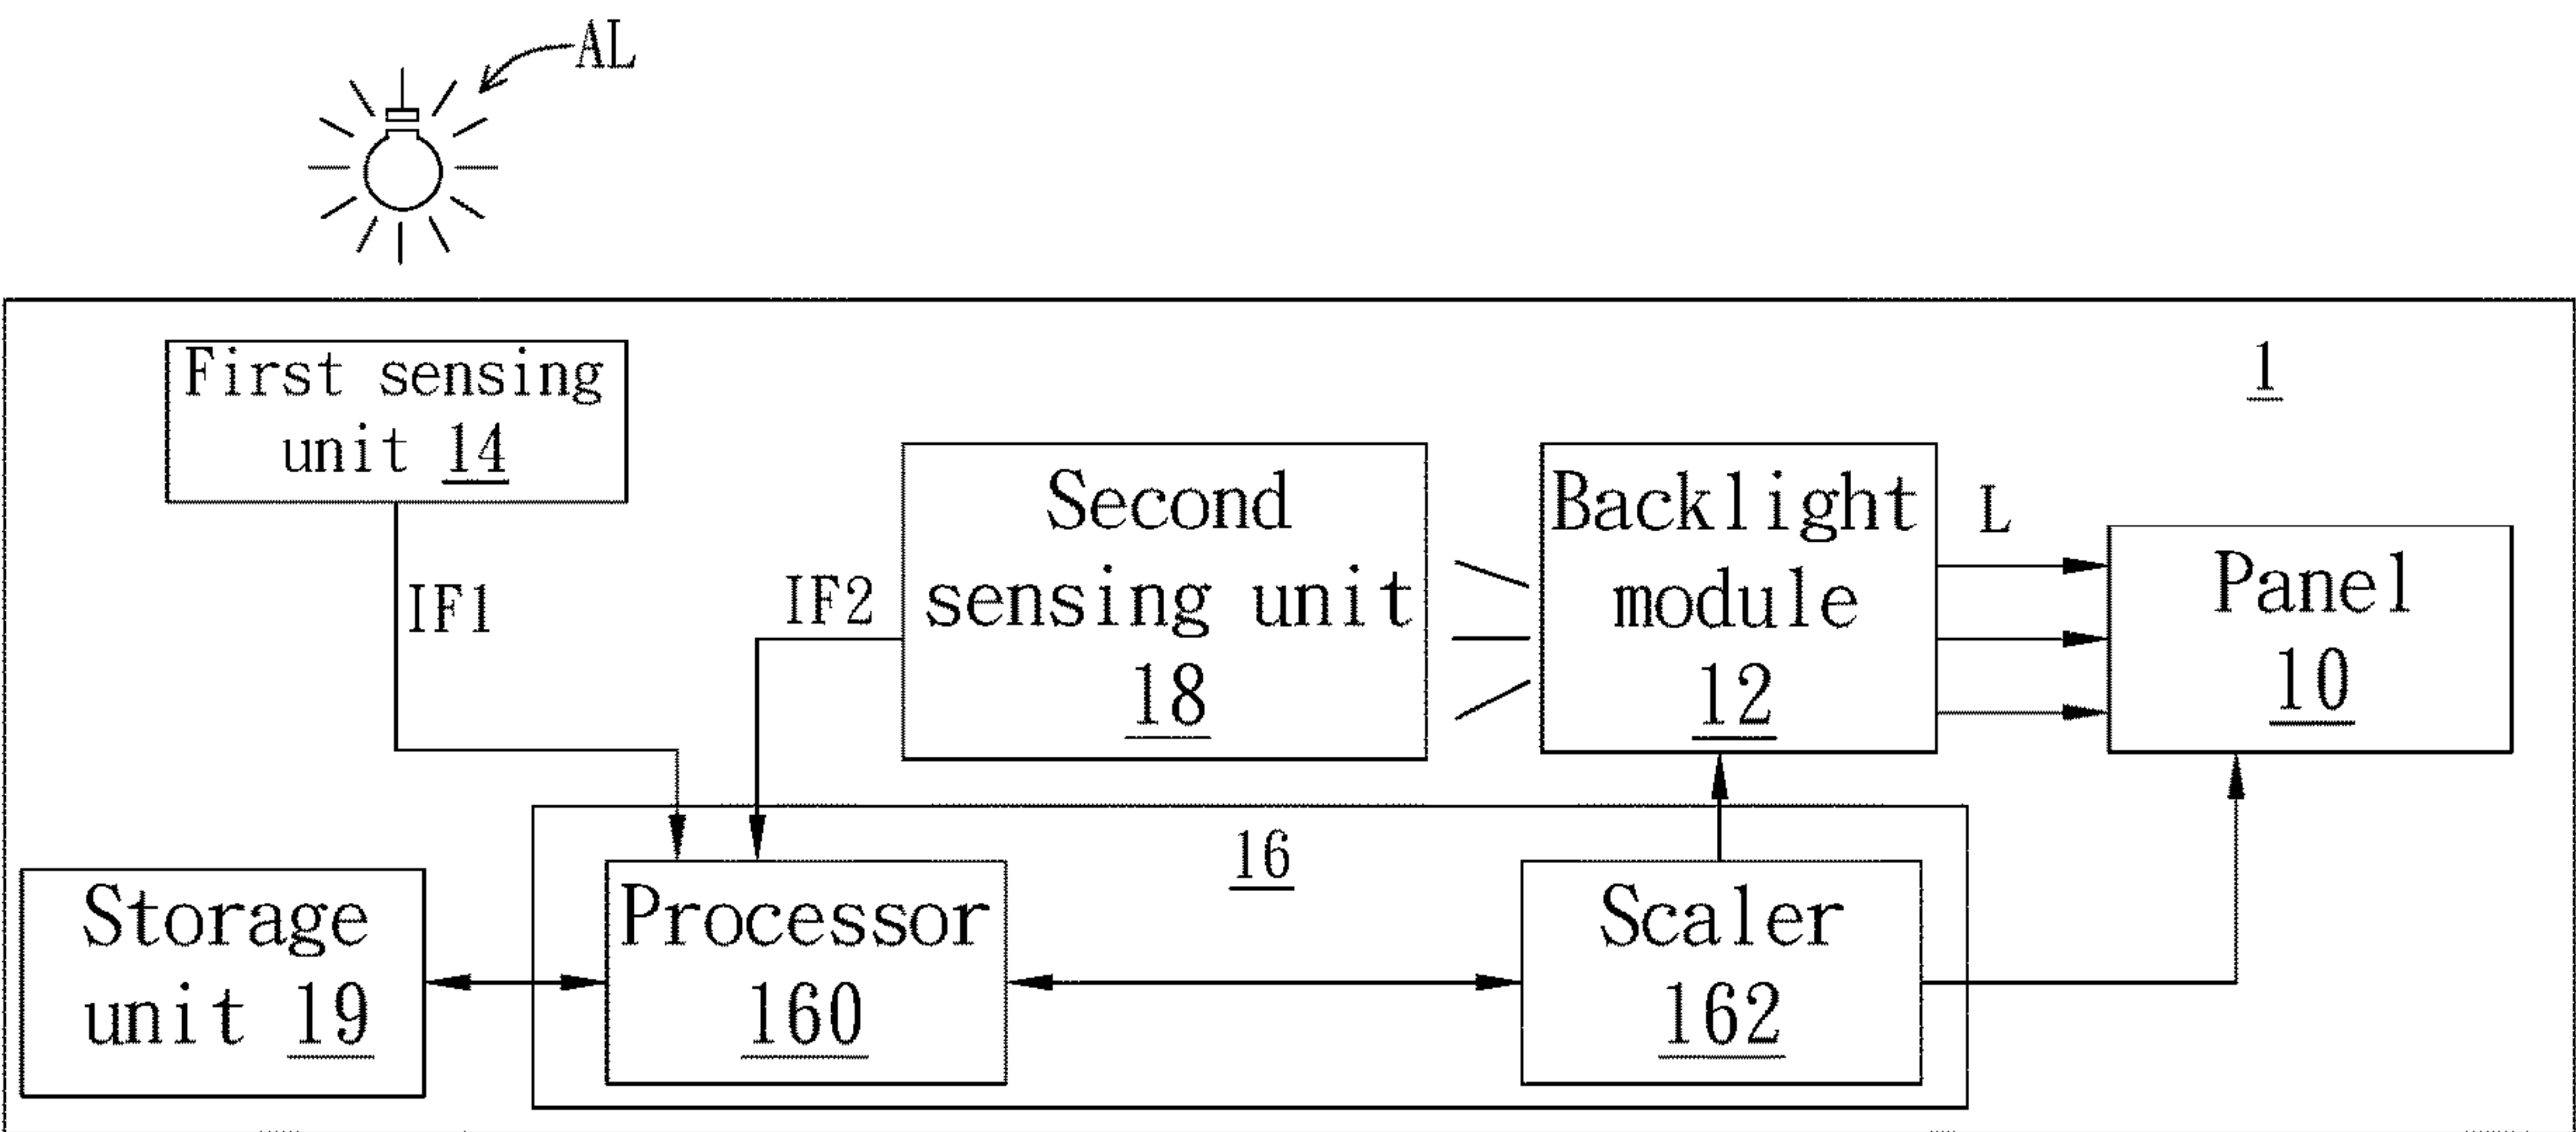 AL
1
First sensing
unit 14
IF1
IF2
Second
sensing unit
18
Backlight
module
12
L
Panel
10
16
Storage
unit 19
Processor
160
Scaler
162